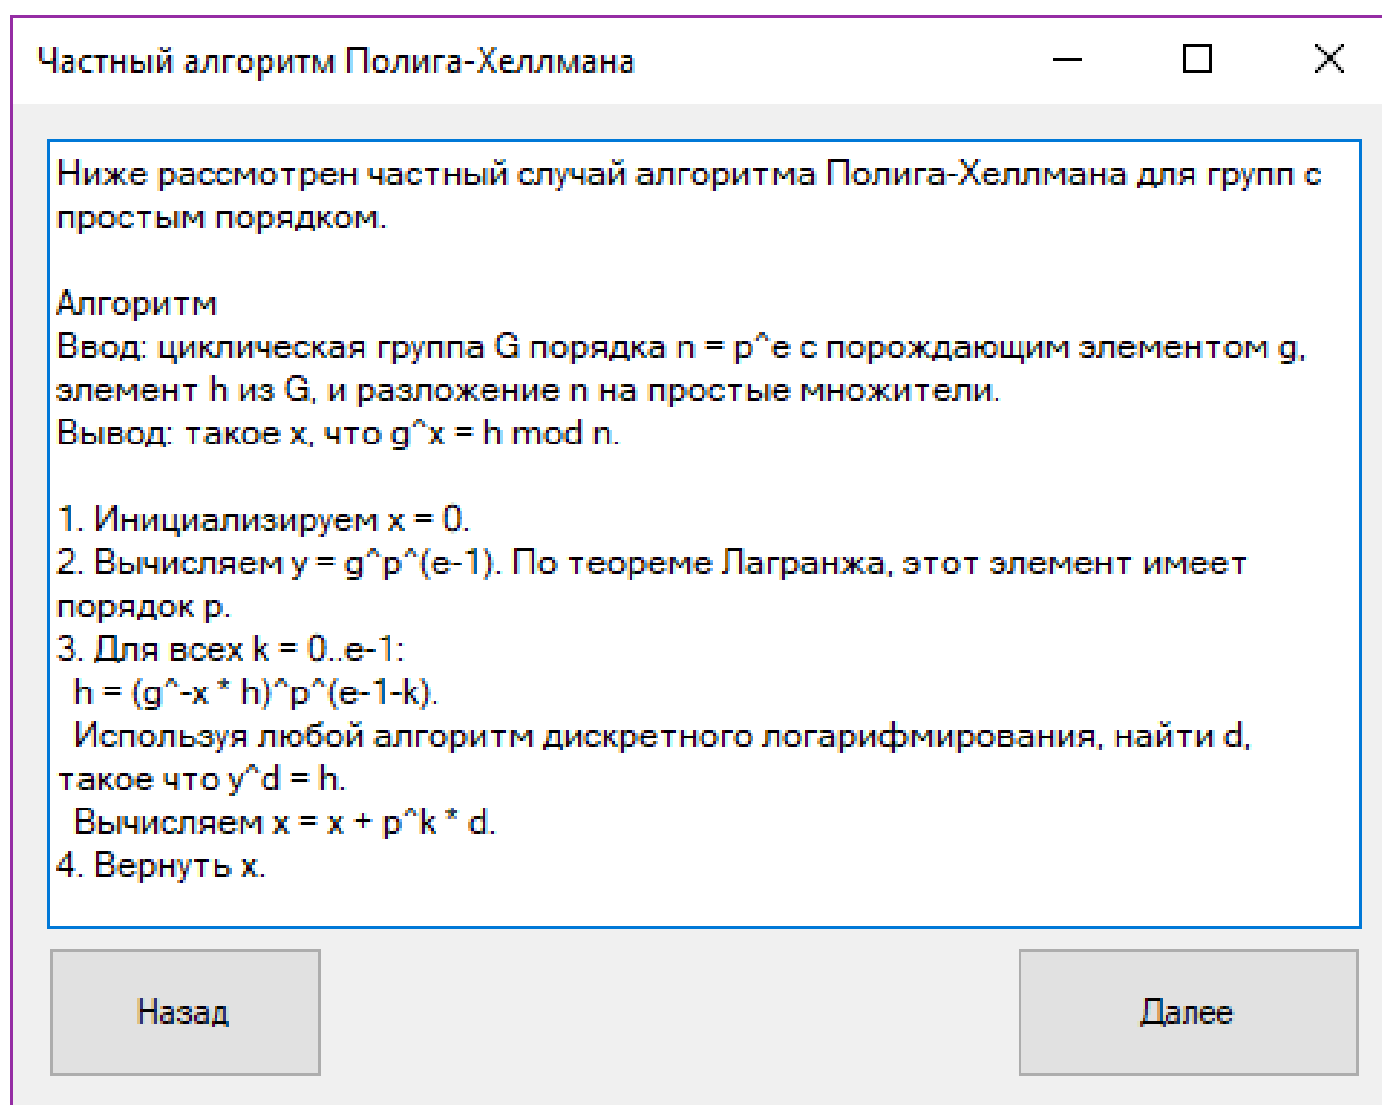 Частный алгоритм Полига-Хеллмана
Ниже рассмотрен частный случай алгоритма Полига-Хеллмана для групп с
простым порядком.
Алгоритм
Ввод: циклическая группа G порядка n = p^e с порождающим элементом g,
элемент h из G, и разложение n на простые множители.
Вывод: такое x, что g^x = h mod n.
1. Инициализируем x = 0.
2. Вычисляем y = g^p^(e-1). По теореме Лагранжа, этот элемент имеет
порядок p.
3. Для всех k = 0..e-1:
h = (g^-x * h)^p^(e-1-k).
Используя любой алгоритм дискретного логарифмирования, найти d,
такое что y^d = h.
Вычисляем x = x + p^k * d.
4. Вернуть x.
Назад
Далее